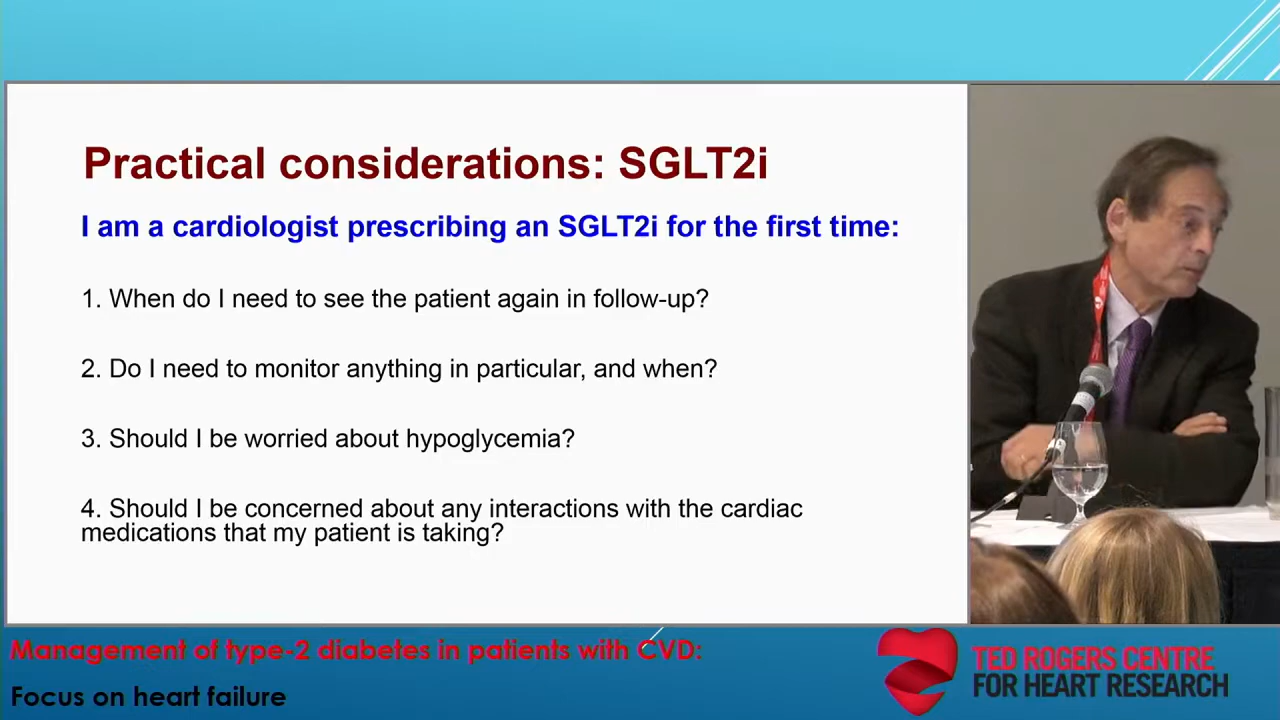 Practical considerations: SGLT2i
I am a cardiologist prescribing an SGLT2i for the first time:
1. When do I need to see the patient again in follow-up?
2. Do I need to monitor anything in particular, and when?
3. Should I be worried about hypoglycemia?
4. Should I be concerned about any interactions with the cardiac
medications that my patient is taking?
Management of type-2 diabetes in patients with CVD:
Focus on heart failure
TED ROGERS CENTRE
FOR HEART RESEARCH